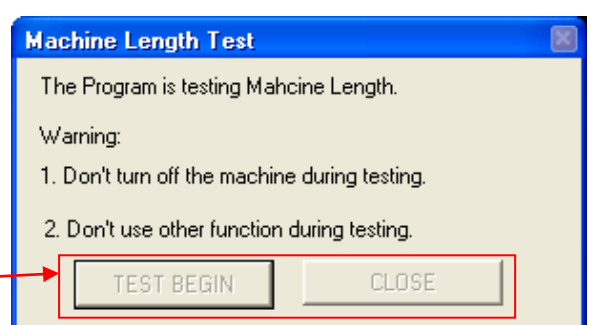 Machine Length Test
The Program is testing Mahcine Length.
Warning:
1. Don't turn off the machine during testing.
2. Don't use other function during testing.
TEST BEGIN CLOSE